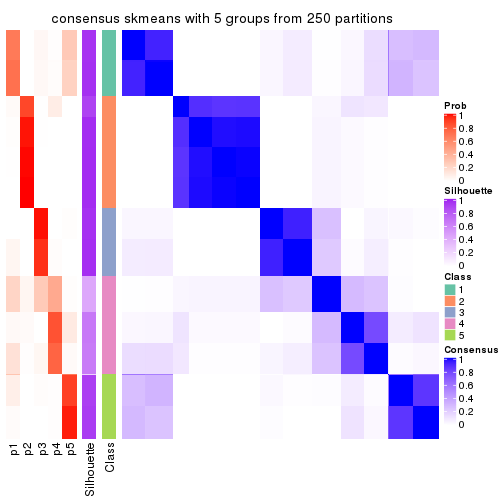 consensus skmeans with 5 groups from 250 partitions
Prob
1
0.8
0.6
0.4
0.2
0
Silhouette
1
0.8
0.6
0.4
0.2
0
Class
1
2
3
4
5
Consensus
1
0.8
0.6
0.4
0.2
0
p1
p2
p3
p4
p5
Silhouette
Class